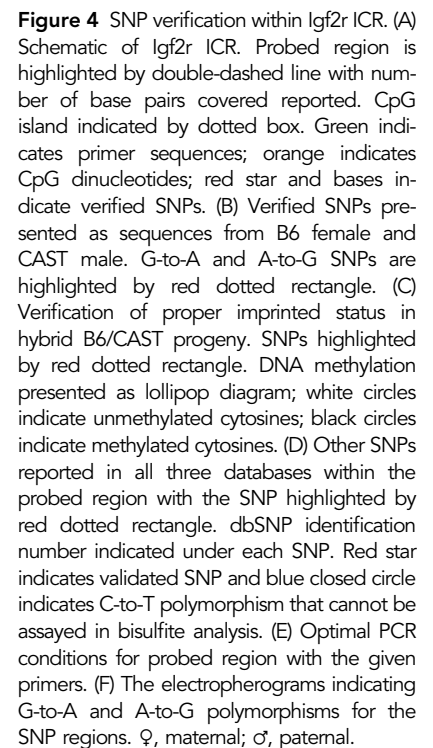 Figure 4 SNP verification within Igf2r ICR. (A)
Schematic of Igf2r ICR. Probed region is
highlighted by double-dashed line with num-
ber of base pairs covered reported. CpG
island indicated by dotted box. Green indi-
cates primer sequences; orange indicates
CpG dinucleotides; red star and bases in-
dicate verified SNPs. (B) Verified SNPs pre-
sented as sequences from B6 female and
CAST male. G-to-A and A-to-G SNPs are
highlighted by red dotted rectangle. (C)
Verification of proper imprinted status in
hybrid B6/CAST progeny. SNPs highlighted
by red dotted rectangle. DNA methylation
presented as lollipop diagram; white circles
indicate unmethylated cytosines; black circles
indicate methylated cytosines. (D) Other SNPs
reported in all three databases within the
probed region with the SNP highlighted by
red dotted rectangle. dbSNP identification
number indicated under each SNP. Red star
indicates validated SNP and blue closed circle
indicates C-to-T polymorphism that cannot be
assayed in bisulfite analysis. (E) Optimal PCR
conditions for probed region with the given
primers. (F) The electropherograms indicating
G-to-A and A-to-G polymorphisms for the
SNP regions. ♀, maternal; ♂, paternal.